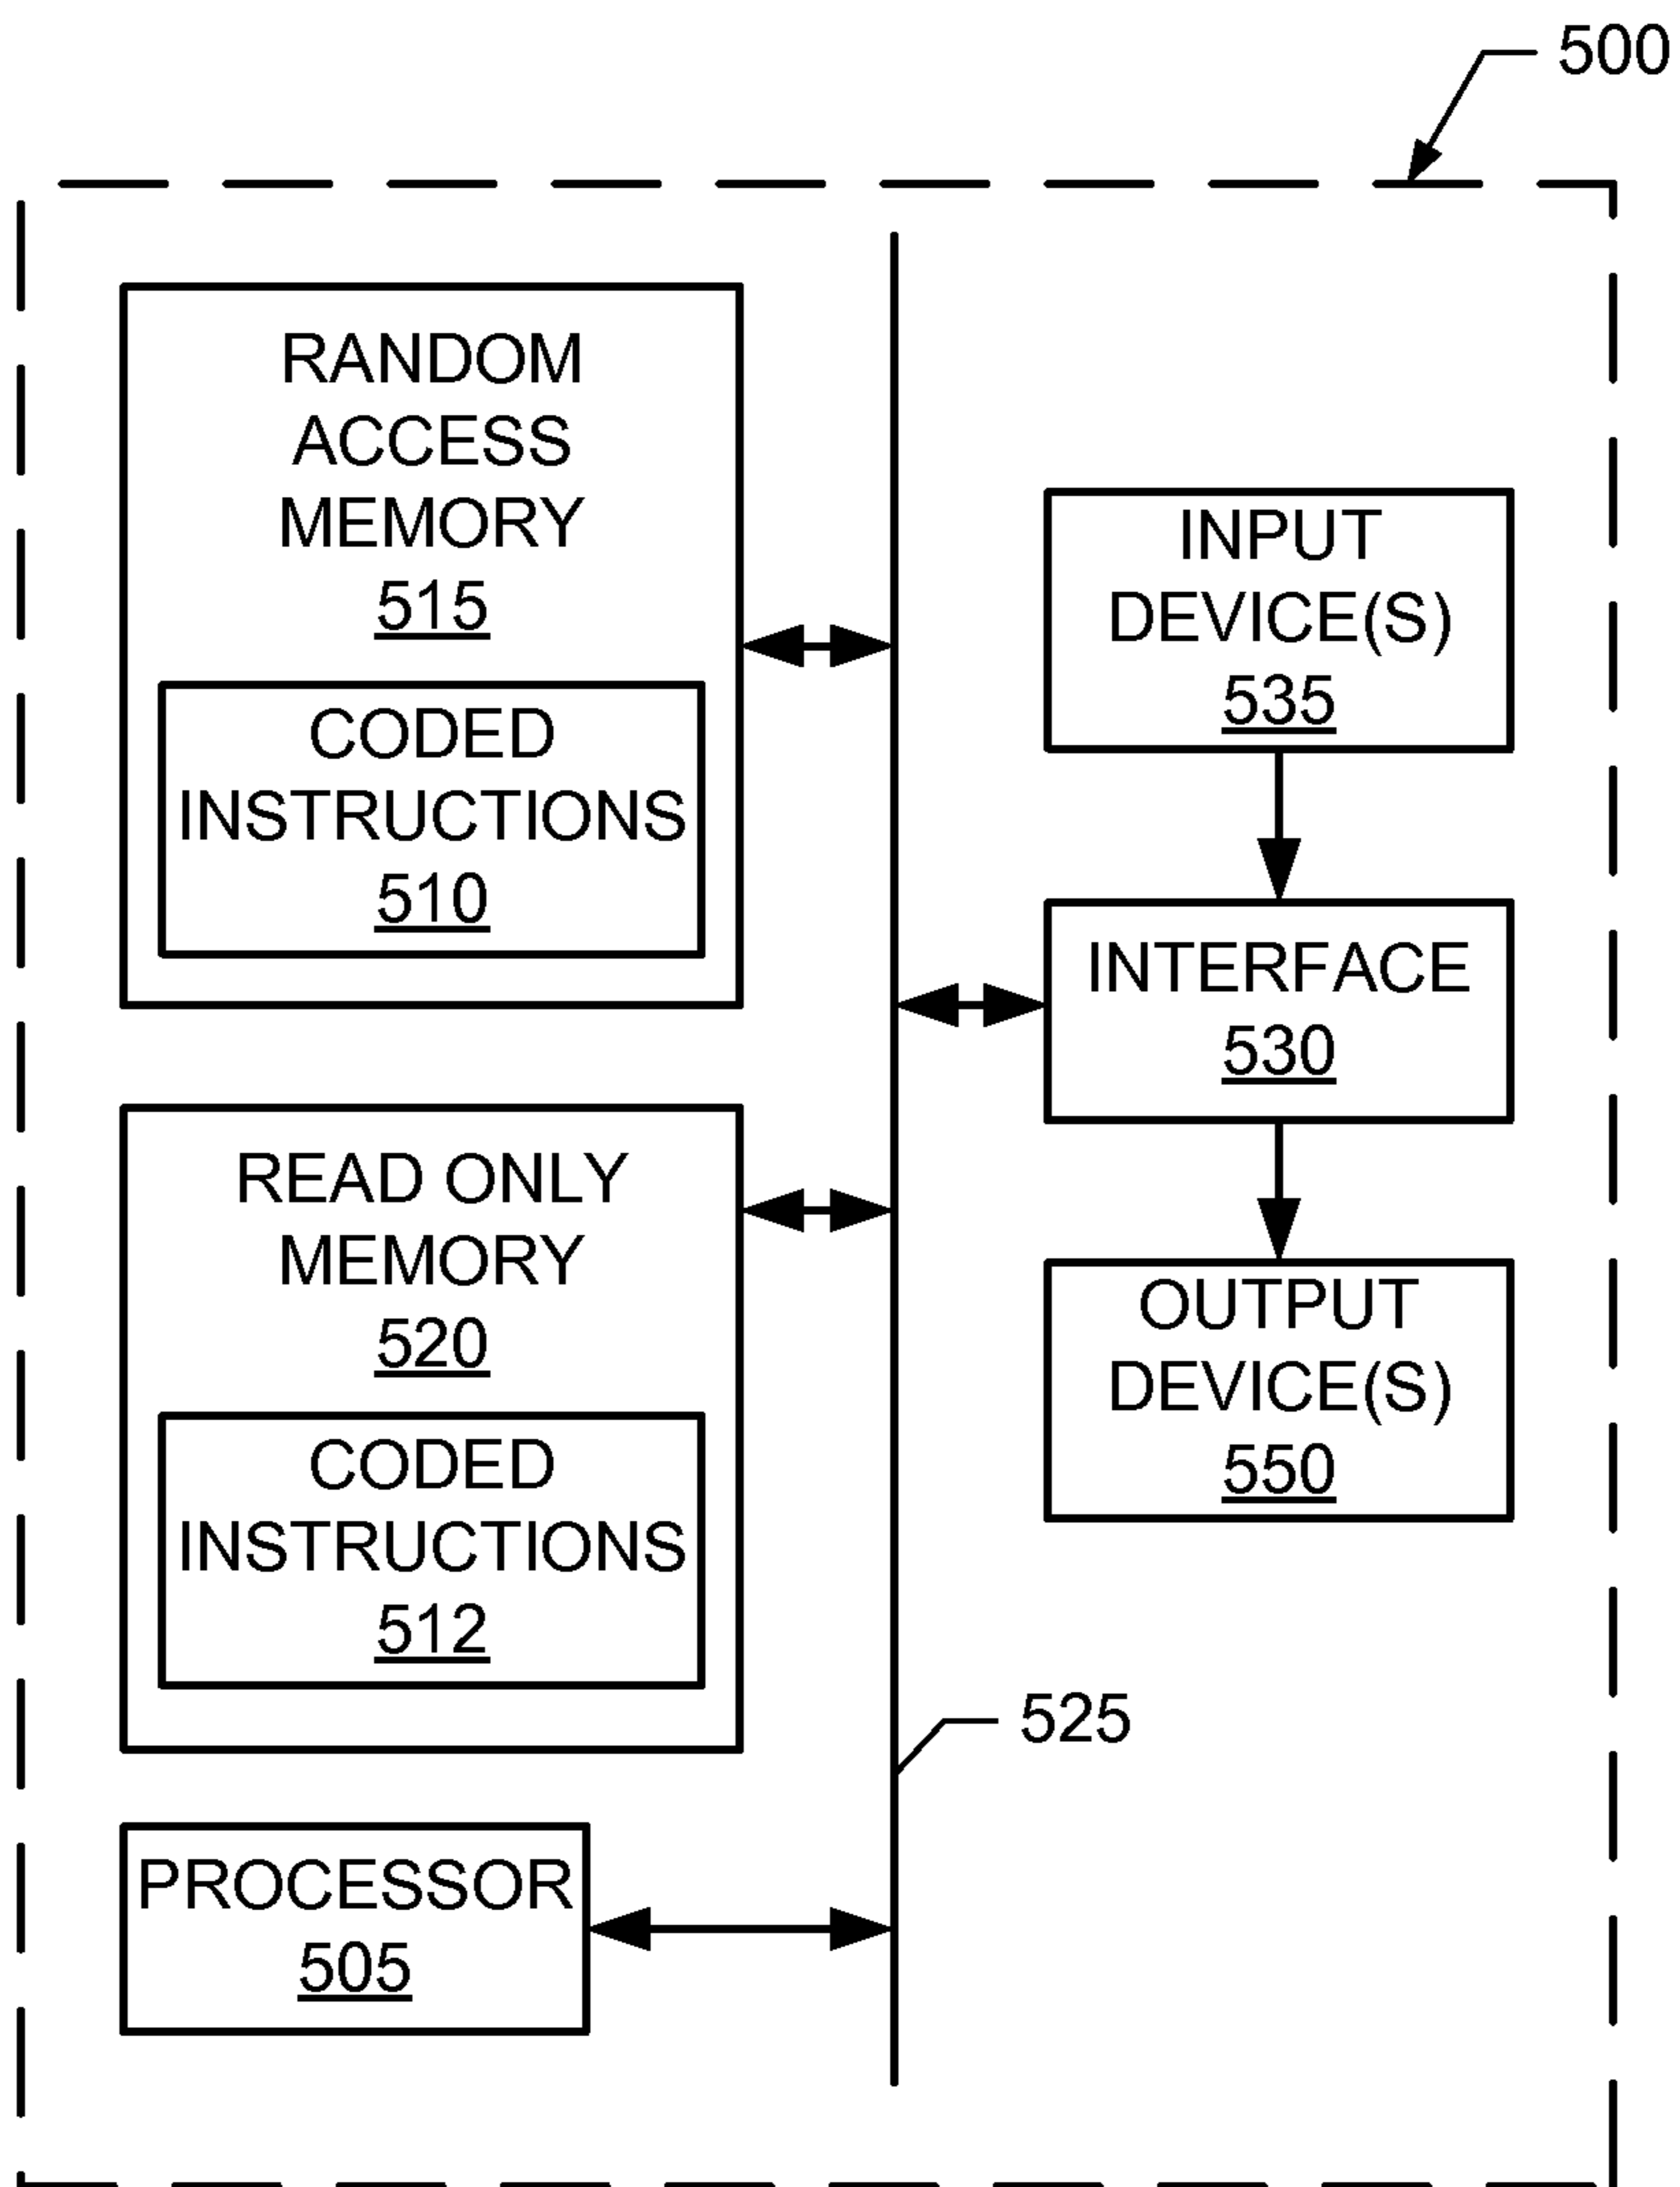 500
RANDOM
ACCESS
MEMORY
515
CODED
INSTRUCTIONS
510
INPUT
DEVICE(S)
535
INTERFACE
530
READ ONLY
MEMORY
520
CODED
INSTRUCTIONS
512
OUTPUT
DEVICE(S)
550
525
PROCESSOR
505